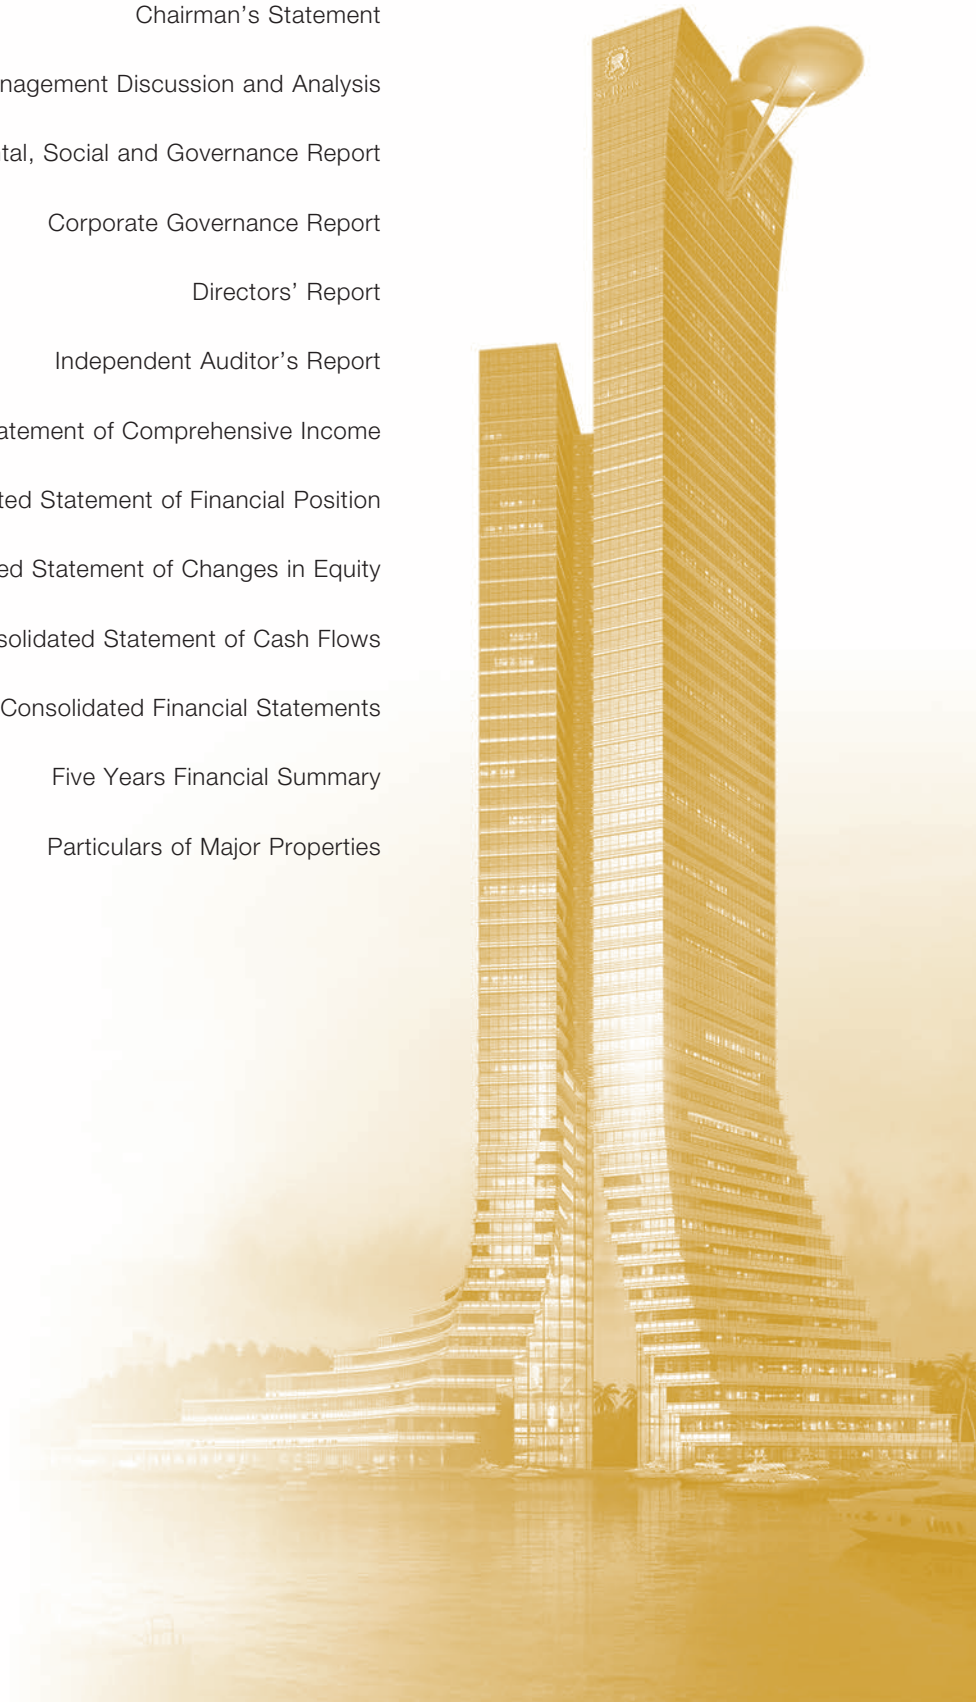 Chairman’s Statement
nagement Discussion and Analysis
tal, Social and Governance Report
Corporate Governance Report
Directors’ Report
Independent Auditor’s Report
atement of Comprehensive Income
ted Statement of Financial Position
ed Statement of Changes in Equity
solidated Statement of Cash Flows
Consolidated Financial Statements
Five Years Financial Summary
Particulars of Major Properties